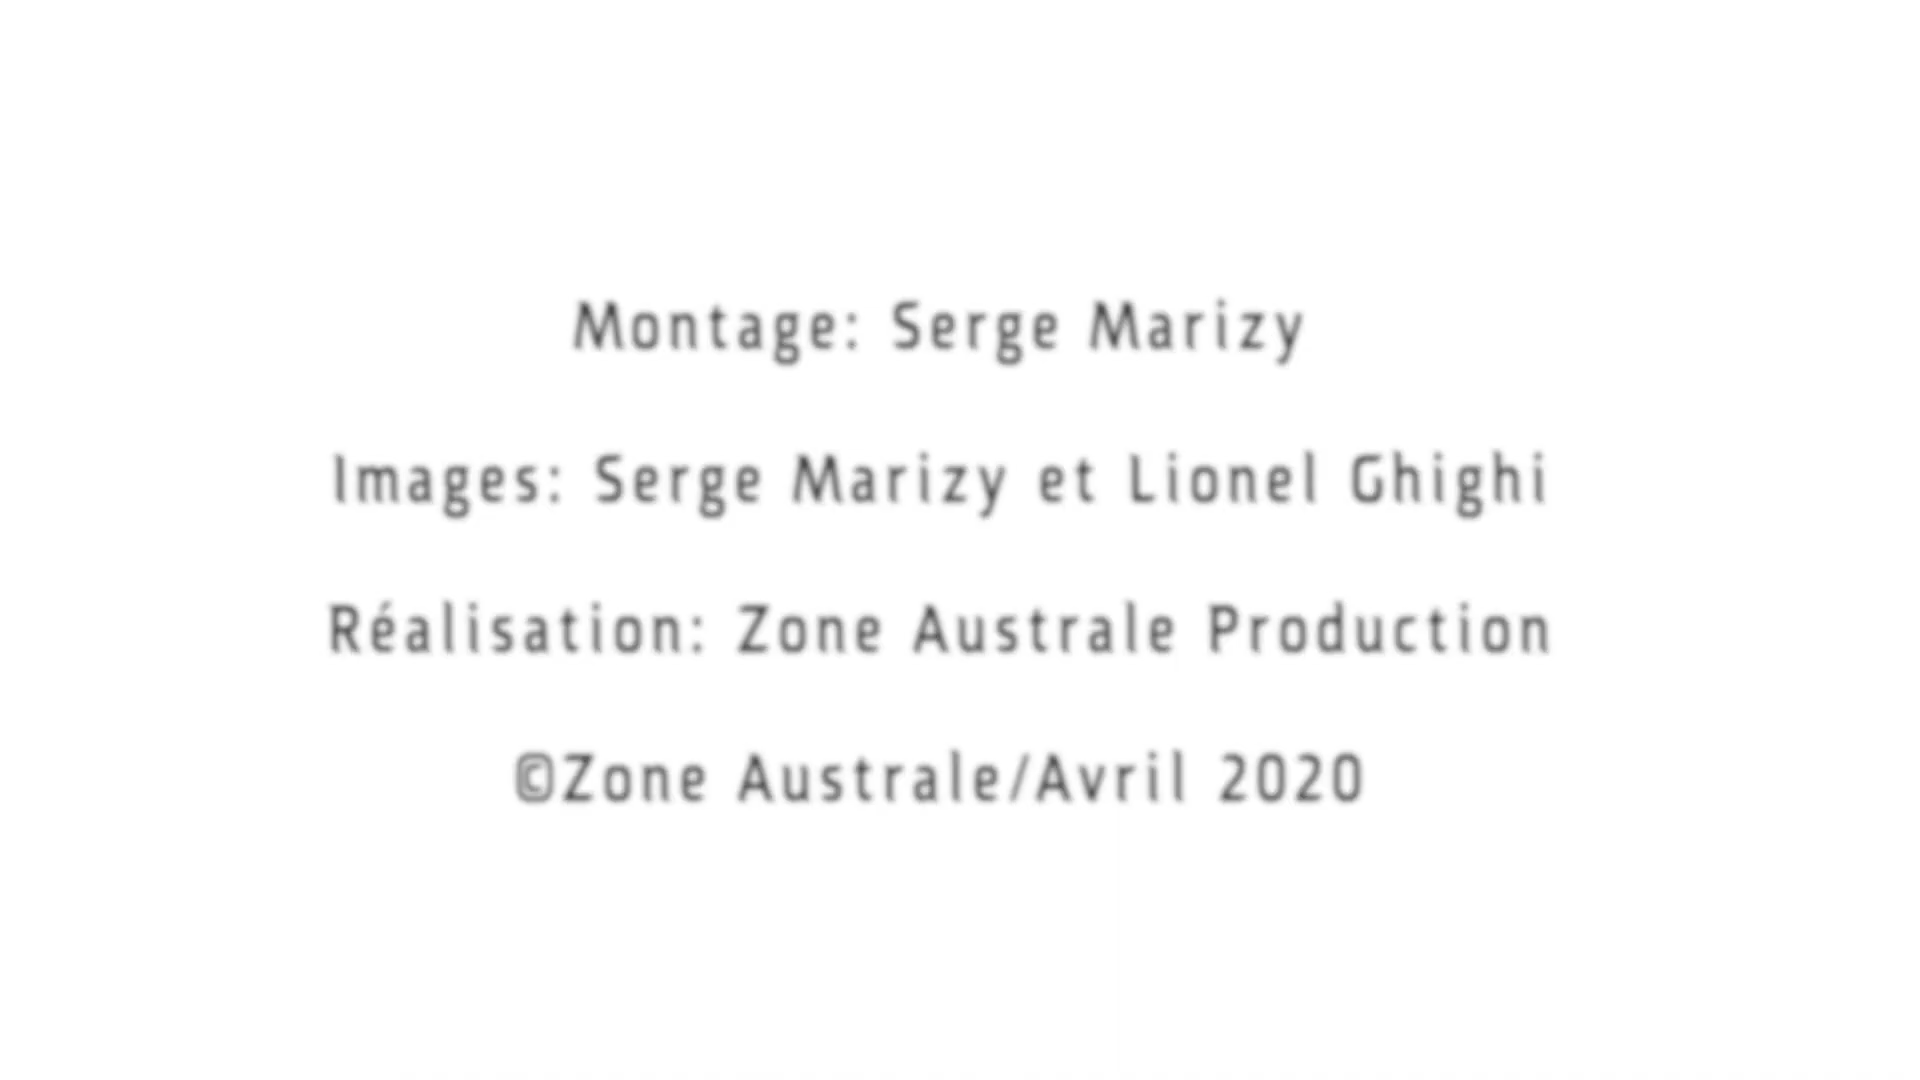 Montage: Serge Marizy
Images: Serge Marizy et Lionel Ghighi
Réalisation: Zone Australe Production
©Zone Australe/Avril 2020